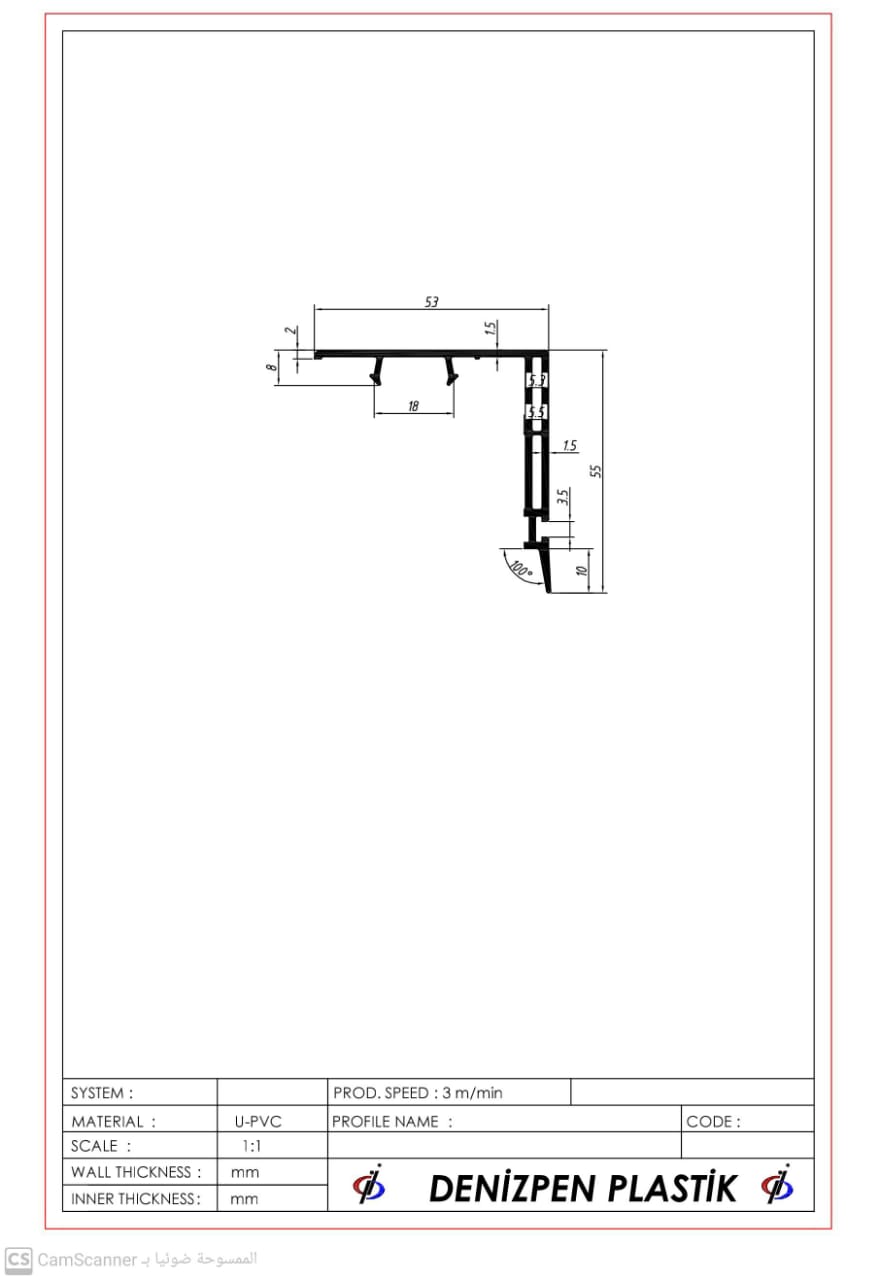 53
2
1.5
8
5.3
18
5.5
1.5
55
3.5
100°
10
SYSTEM :
PROD. SPEED : 3 m/min
MATERIAL :
U-PVC
PROFILE NAME :
CODE :
SCALE :
1:1
WALL THICKNESS :
mm
INNER THICKNESS:
mm
DENİZPEN PLASTİK
CS CamScanner الممسوحة ضوئيا بـ